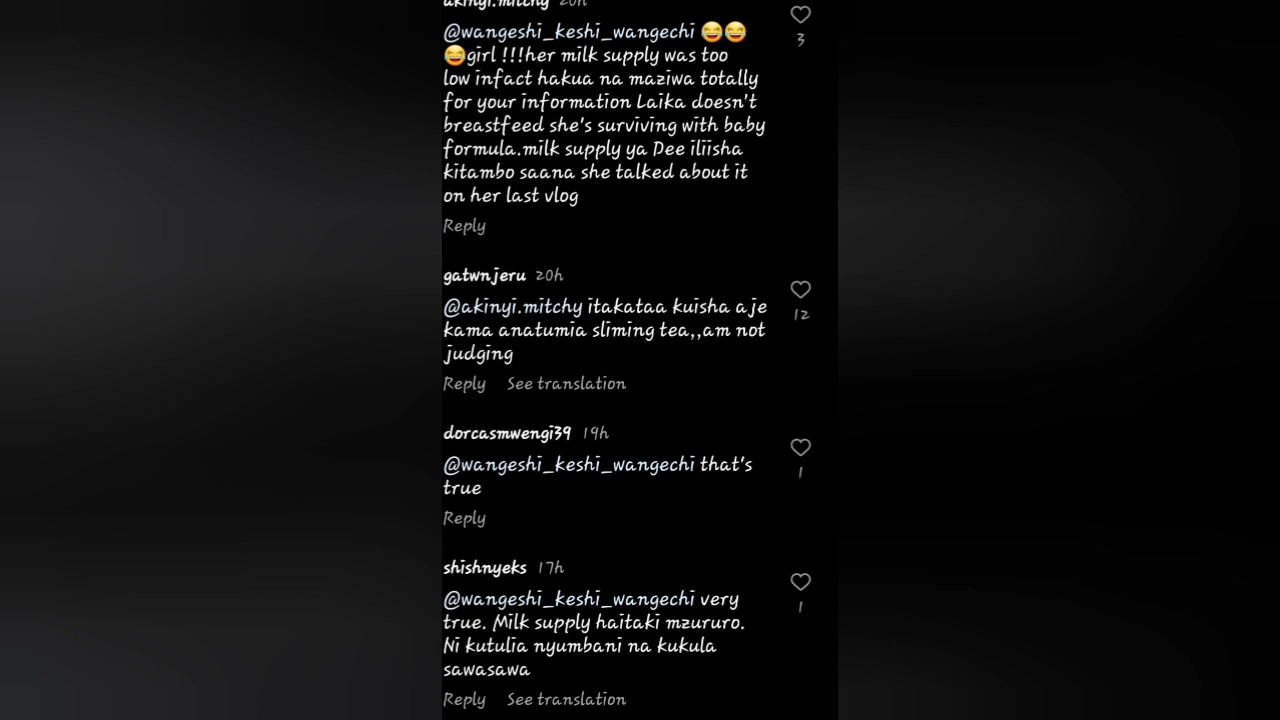 akinyi.mitchy 20h
@wangeshi_keshi_wangechi 😂😂
😂girl !!!her milk supply was too
low infact hakua na maziwa totally
for your information Laika doesn't
breastfeed she's surviving with baby
formula.milk supply ya Dee iliisha
kitambo saana she talked about it
on her last vlog
3
Reply
gatwnjeru 20h
@akinyi.mitchy itakataa kuisha aje
kama anatumia sliming tea,,am not
judging
12
Reply See translation
dorcasmwengi39 19h
@wangeshi_keshi_wangechi that's
true
1
Reply
shishnyeks 17h
@wangeshi_keshi_wangechi very
true. Milk supply haitaki mzururo.
Ni kutulia nyumbani na kukula
sawasawa
1
Reply See translation